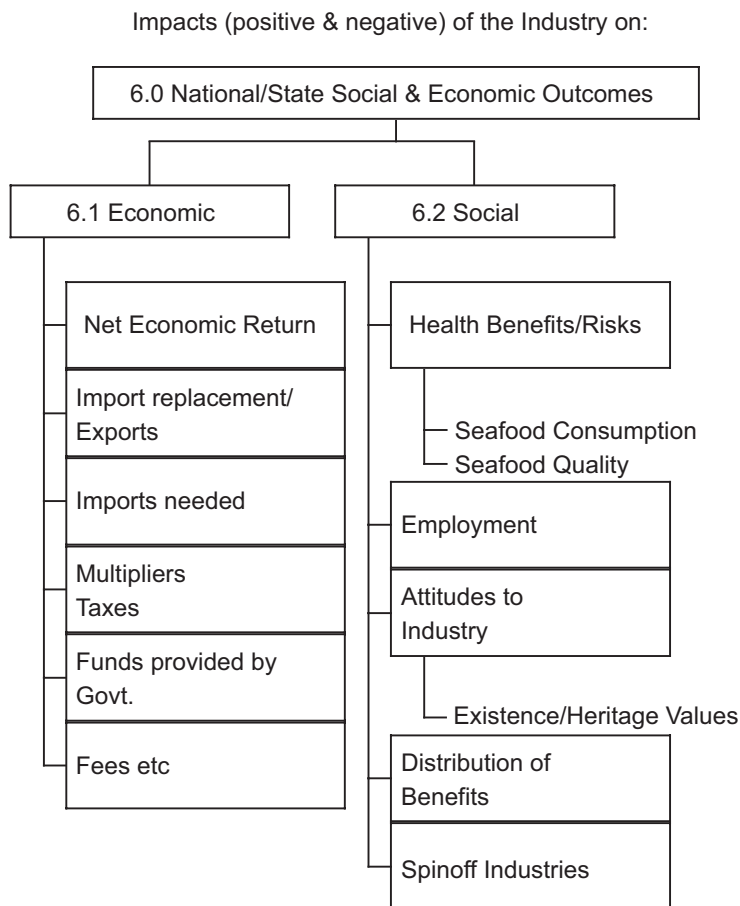 Impacts (positive & negative) of the Industry on:
6.0 National/State Social & Economic Outcomes
6.1 Economic
Net Economic Return
Import replacement/
Exports
Imports needed
Multipliers
Taxes
Funds provided by
Govt.
Fees etc
6.2 Social
Health Benefits/Risks
Seafood Consumption
Seafood Quality
Employment
Attitudes to
Industry
Existence/Heritage Values
Distribution of
Benefits
Spinoff Industries